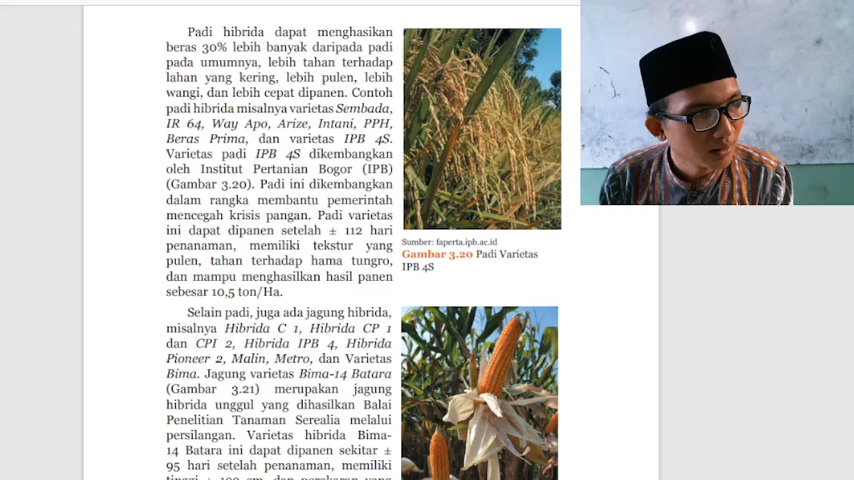 Padi hibrida dapat menghasikan
beras 30% lebih banyak daripada padi
pada umumnya, lebih tahan terhadap
lahan yang kering, lebih pulen, lebih
wangi, dan lebih cepat dipanen. Contoh
padi hibrida misalnya varietas Sembada,
IR 64, Way Apo, Arize, Intani, PPH,
Beras Prima, dan varietas IPB 4S.
Varietas padi IPB 4S dikembangkan
oleh Institut Pertanian Bogor (IPB)
(Gambar 3.20). Padi ini dikembangkan
dalam rangka membantu pemerintah
mencegah krisis pangan. Padi varietas
ini dapat dipanen setelah ± 112 hari
penanaman, memiliki tekstur yang
pulen, tahan terhadap hama tungro,
dan mampu menghasilkan hasil panen
sebesar 10,5 ton/Ha.
Sumber: faperta.ipb.ac.id
Gambar 3.20 Padi Varietas
IPB 4S
Selain padi, juga ada jagung hibrida,
misalnya Hibrida C 1, Hibrida CP 1
dan CPI 2, Hibrida IPB 4, Hibrida
Pioneer 2, Malin, Metro, dan Varietas
Bima. Jagung varietas Bima-14 Batara
(Gambar 3.21) merupakan jagung
hibrida unggul yang dihasilkan Balai
Penelitian Tanaman Serealia melalui
persilangan. Varietas hibrida Bima-
14 Batara ini dapat dipanen sekitar ±
95 hari setelah penanaman, memiliki